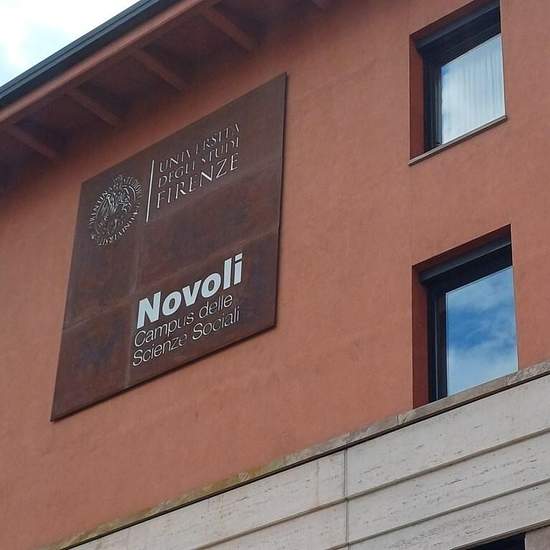 UNIVERSITÀ
DEGLI STUDI
FIRENZE
Novoli
Campus delle
Scienze Sociali